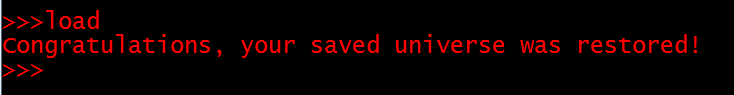 >>>load
Congratulations, your saved universe was restored!
>>>